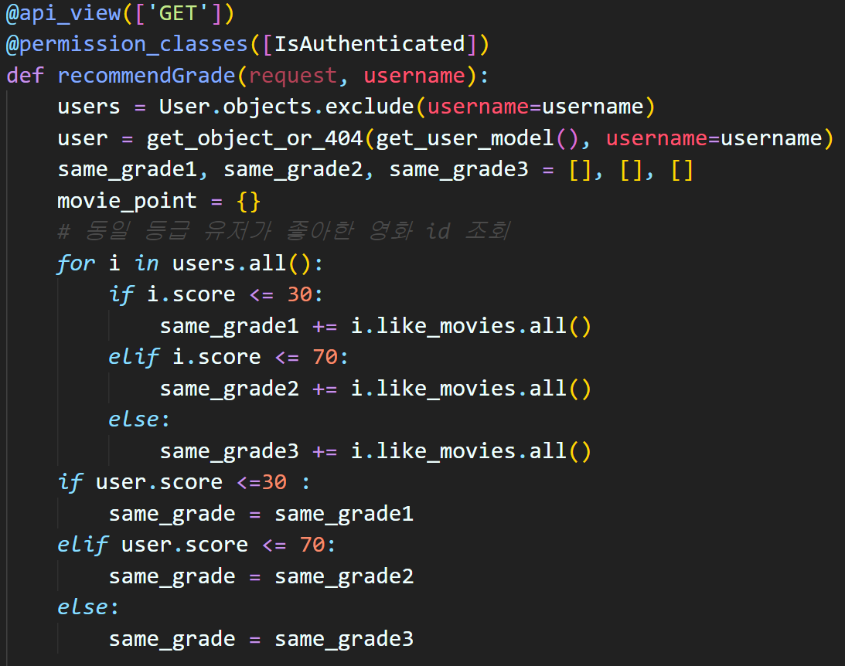 @api_view(['GET'])
@permission_classes([IsAuthenticated])
def recommendGrade(request, username):
    users = User.objects.exclude(username=username)
    user = get_object_or_404(get_user_model(), username=username)
    same_grade1, same_grade2, same_grade3 = [], [], []
    movie_point = {}
    # 동일 등급 유저가 좋아한 영화 id 조회
    for i in users.all():
        if i.score <= 30:
            same_grade1 += i.like_movies.all()
        elif i.score <= 70:
            same_grade2 += i.like_movies.all()
        else:
            same_grade3 += i.like_movies.all()
    if user.score <=30 :
        same_grade = same_grade1
    elif user.score <= 70:
        same_grade = same_grade2
    else:
        same_grade = same_grade3